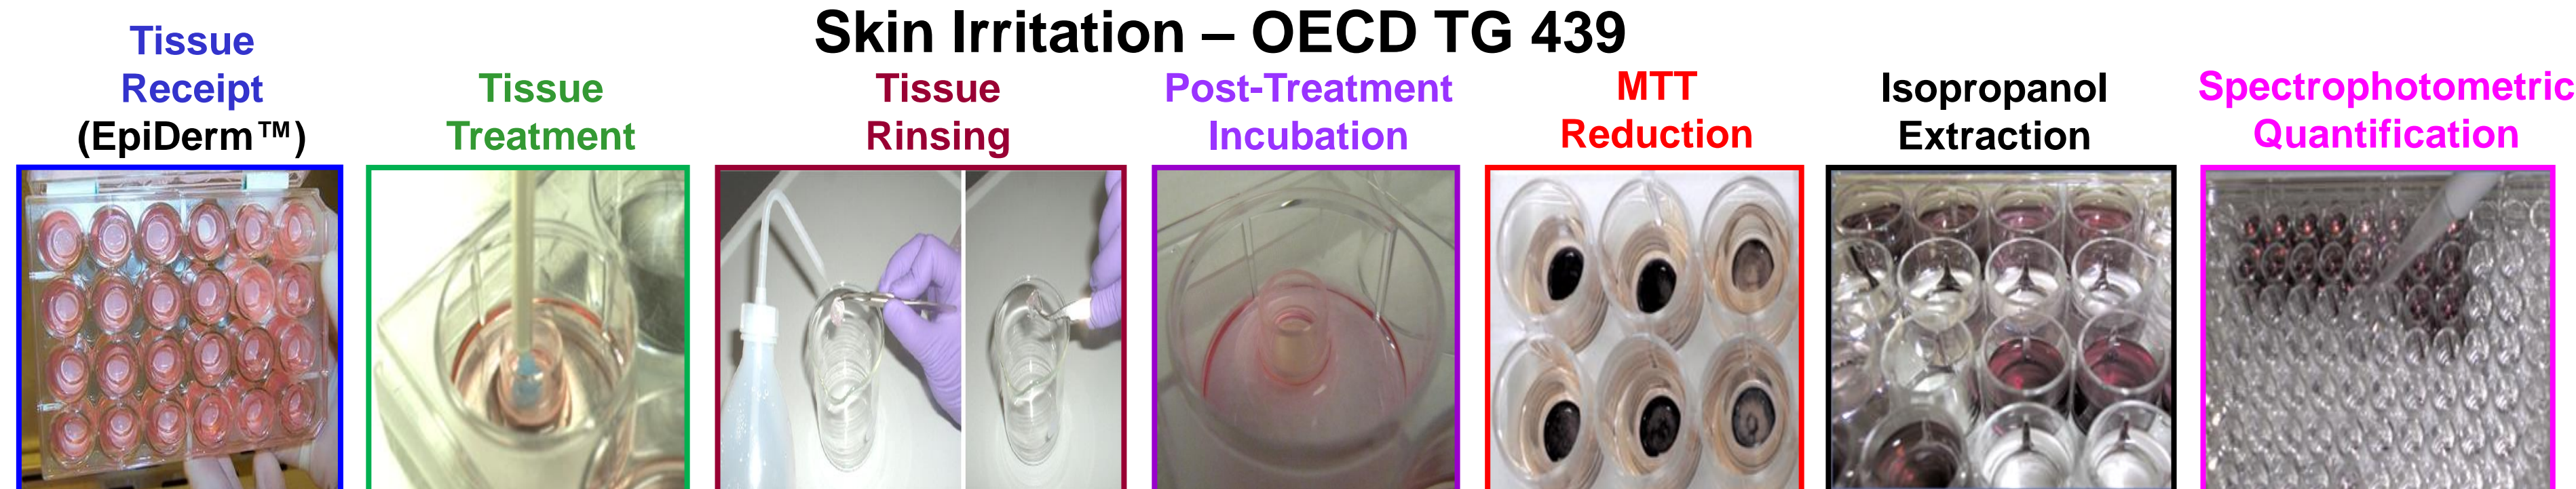 Skin Irritation – OECD TG 439
Tissue
Receipt
(EpiDerm™)
Tissue
Treatment
Tissue
Rinsing
Post-Treatment
Incubation
MTT
Reduction
Isopropanol
Extraction
Spectrophotometric
Quantification